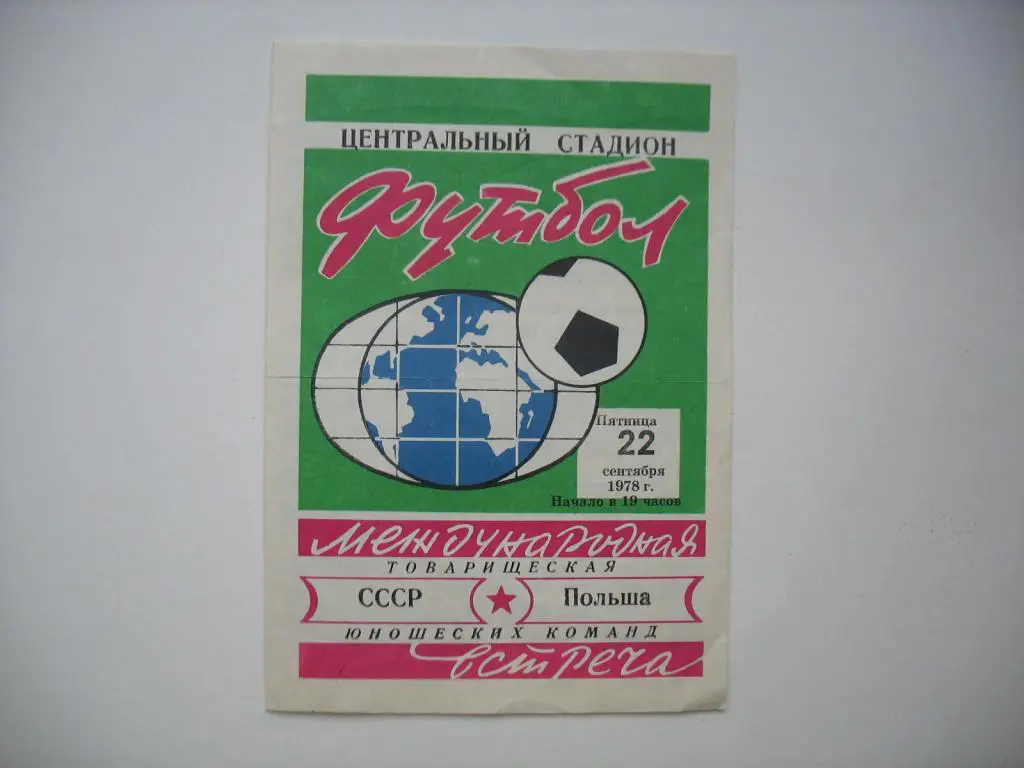 ЦЕНТРАЛЬНЫЙ СТАДИОН
Футбол
Пятница
22
сентября
1978 г.
Начало в 19 часов
Международная
ТОВАРИЩЕСКАЯ
СССР Польша
ЮНОШЕСКИХ КОМАНД
встреча